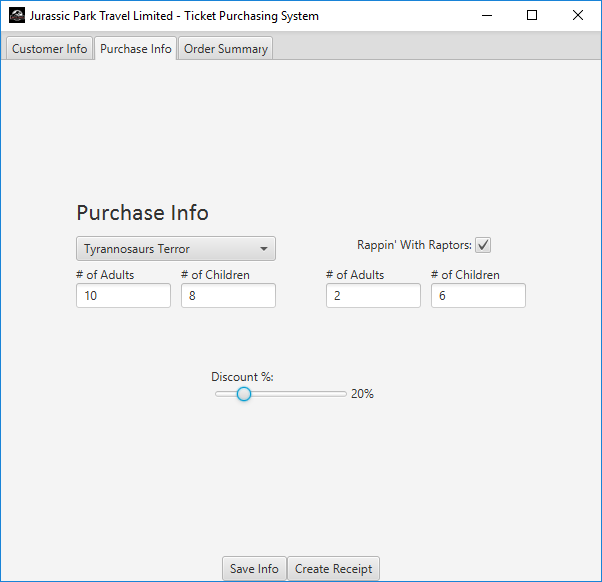 Jurassic Park Travel Limited - Ticket Purchasing System
Customer Info Purchase Info Order Summary
Purchase Info
Tyrannosaurs Terror Rappin' With Raptors:
# of Adults # of Children # of Adults # of Children
10 8 2 6
Discount %:
20%
Save Info Create Receipt